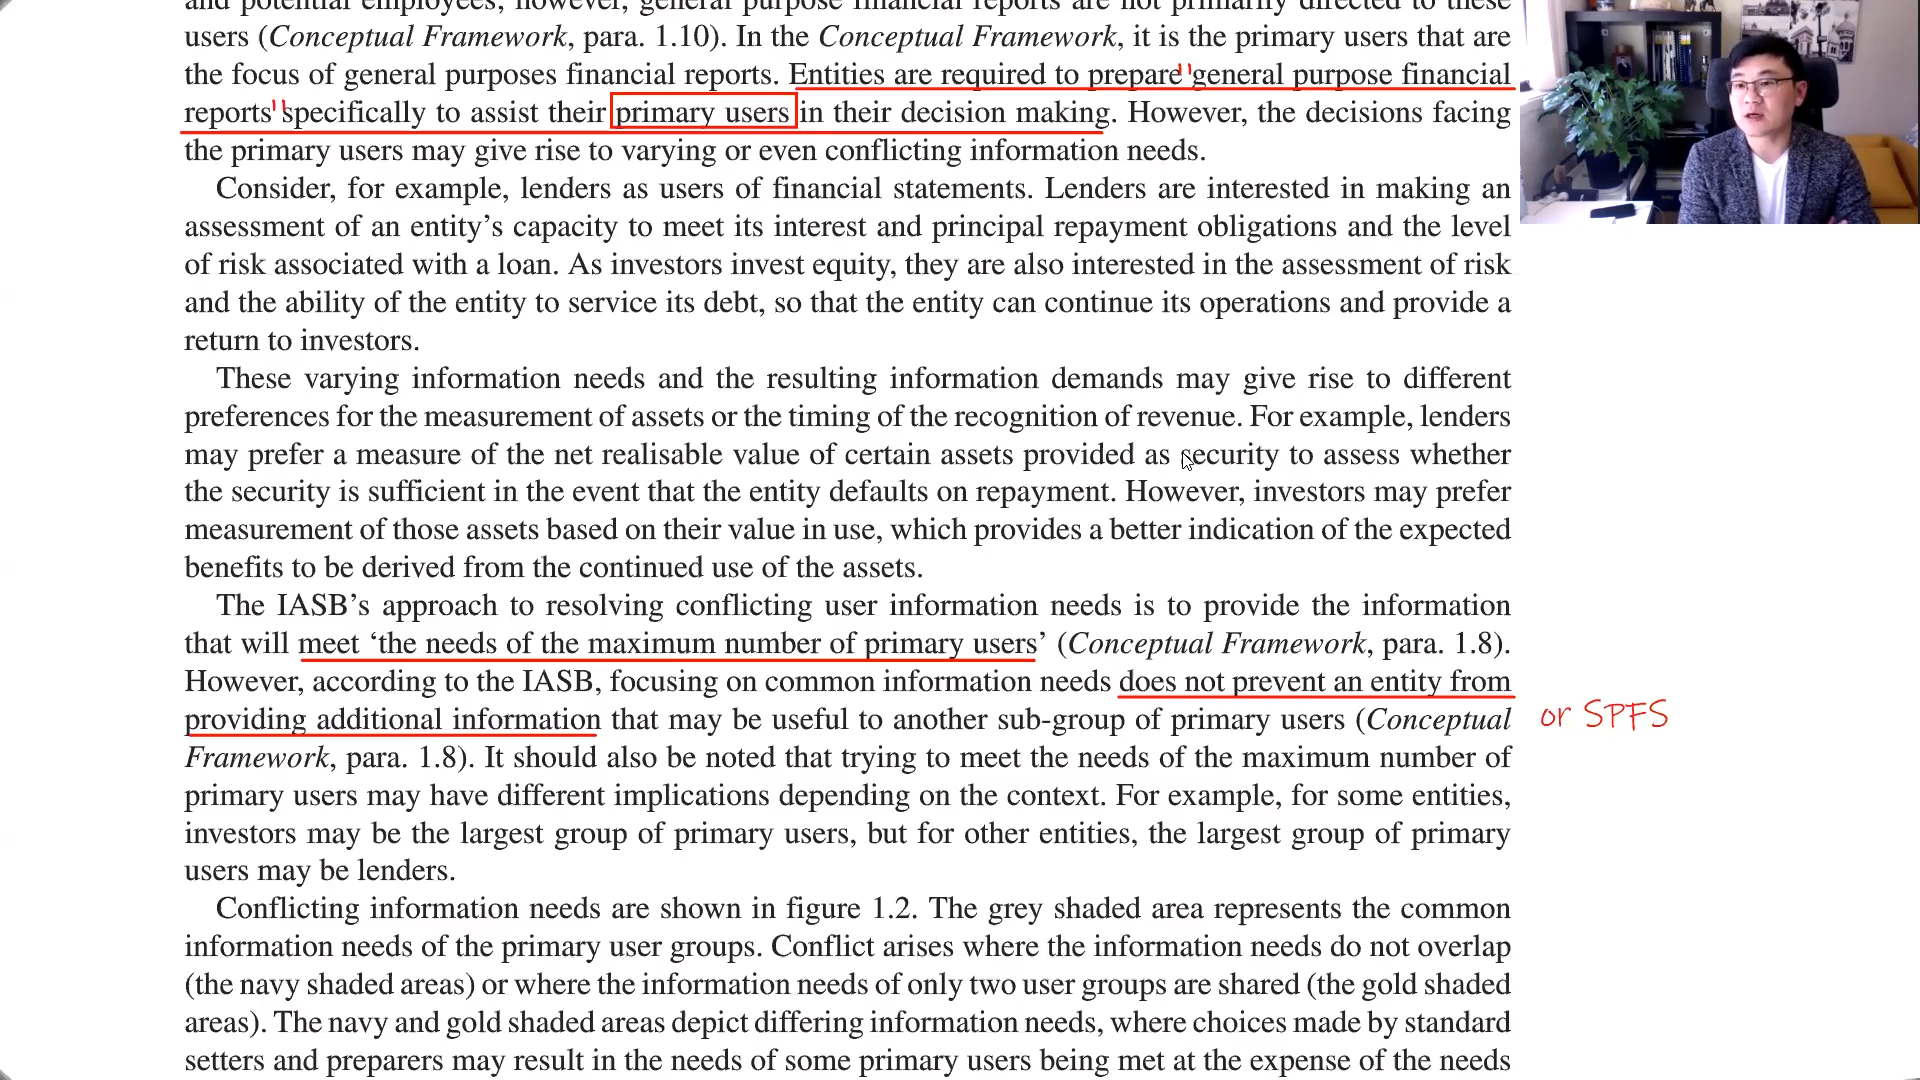 and potential employees; however, general purpose financial reports are not primarily directed to these
users (Conceptual Framework, para. 1.10). In the Conceptual Framework, it is the primary users that are
the focus of general purposes financial reports. Entities are required to prepare "general purpose financial
reports" specifically to assist their primary users in their decision making. However, the decisions facing
the primary users may give rise to varying or even conflicting information needs.
Consider, for example, lenders as users of financial statements. Lenders are interested in making an
assessment of an entity’s capacity to meet its interest and principal repayment obligations and the level
of risk associated with a loan. As investors invest equity, they are also interested in the assessment of risk
and the ability of the entity to service its debt, so that the entity can continue its operations and provide a
return to investors.
These varying information needs and the resulting information demands may give rise to different
preferences for the measurement of assets or the timing of the recognition of revenue. For example, lenders
may prefer a measure of the net realisable value of certain assets provided as security to assess whether
the security is sufficient in the event that the entity defaults on repayment. However, investors may prefer
measurement of those assets based on their value in use, which provides a better indication of the expected
benefits to be derived from the continued use of the assets.
The IASB’s approach to resolving conflicting user information needs is to provide the information
that will meet ‘the needs of the maximum number of primary users’ (Conceptual Framework, para. 1.8).
However, according to the IASB, focusing on common information needs does not prevent an entity from
providing additional information that may be useful to another sub-group of primary users (Conceptual
or SPFS
Framework, para. 1.8). It should also be noted that trying to meet the needs of the maximum number of
primary users may have different implications depending on the context. For example, for some entities,
investors may be the largest group of primary users, but for other entities, the largest group of primary
users may be lenders.
Conflicting information needs are shown in figure 1.2. The grey shaded area represents the common
information needs of the primary user groups. Conflict arises where the information needs do not overlap
(the navy shaded areas) or where the information needs of only two user groups are shared (the gold shaded
areas). The navy and gold shaded areas depict differing information needs, where choices made by standard
setters and preparers may result in the needs of some primary users being met at the expense of the needs